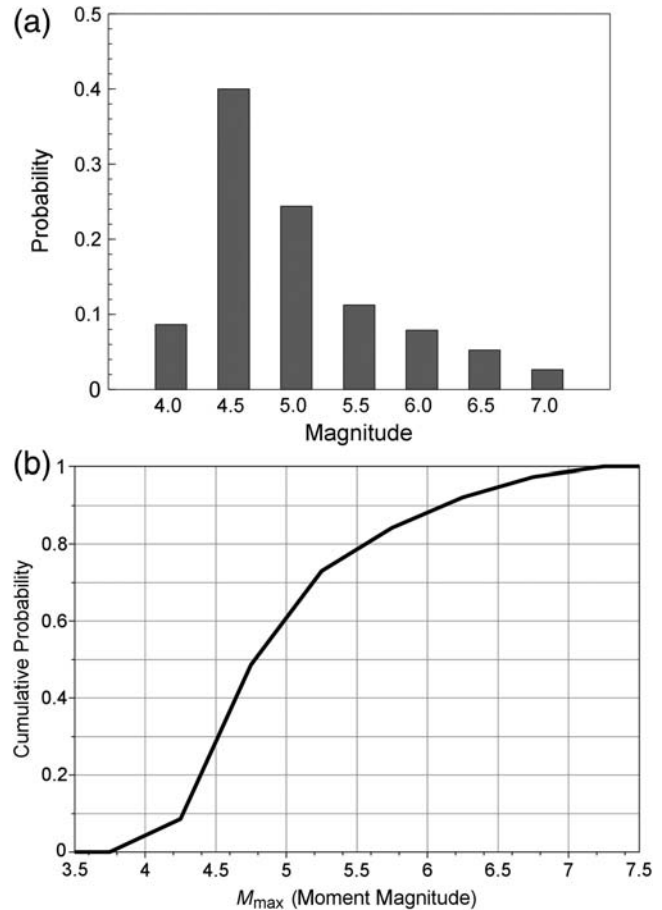 (a)
0.5
0.4
0.3
0.2
0.1
0
Probability
4.0 4.5 5.0 5.5 6.0 6.5 7.0
Magnitude
(b)
1
0.8
0.6
0.4
0.2
0
Cumulative Probability
3.5 4 4.5 5 5.5 6 6.5 7 7.5
Mmax (Moment Magnitude)